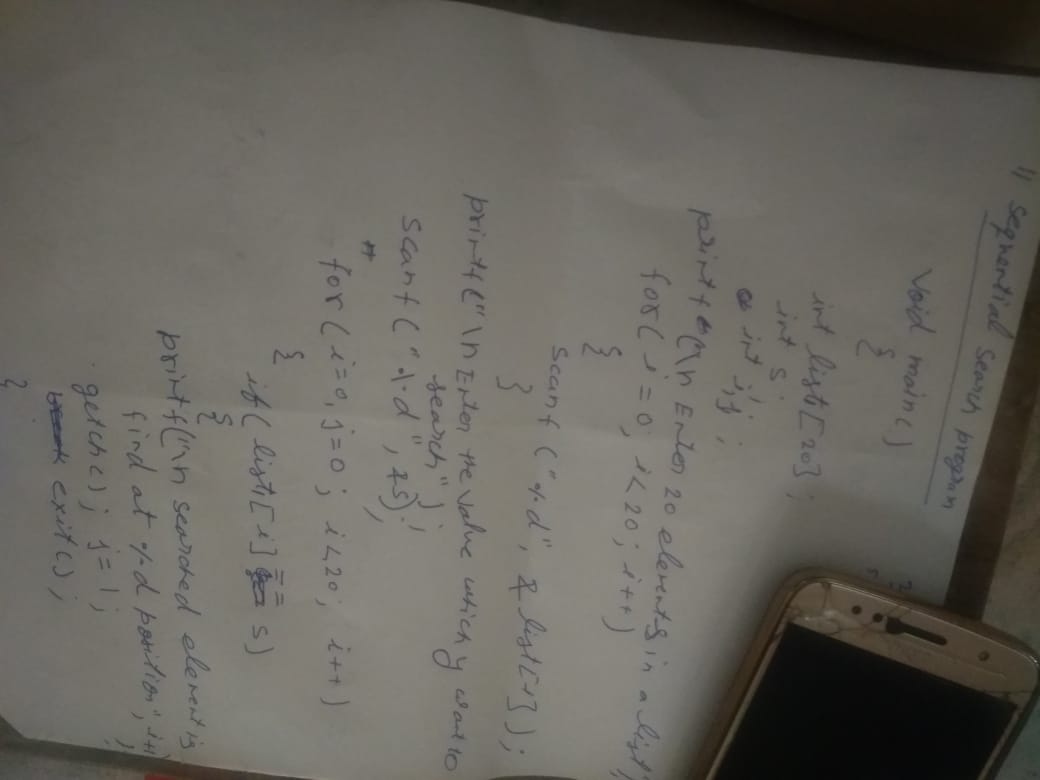 // sequential search program
void main()
{
int list[20];
int s;
int i,j;
printf("\n Enter 20 elements in a list
for( i=0; i<20; i++)
{
scanf("%d", & list[i]);
}
printf("\n Enter the value which y want to
search");
scanf("%d", &s);
for( i=0, j=0; i<20; i++)
{
if( list[i] == s)
{
printf("\n searched element is
find at %d position", i+1
getch(); j=1;
exit();
}